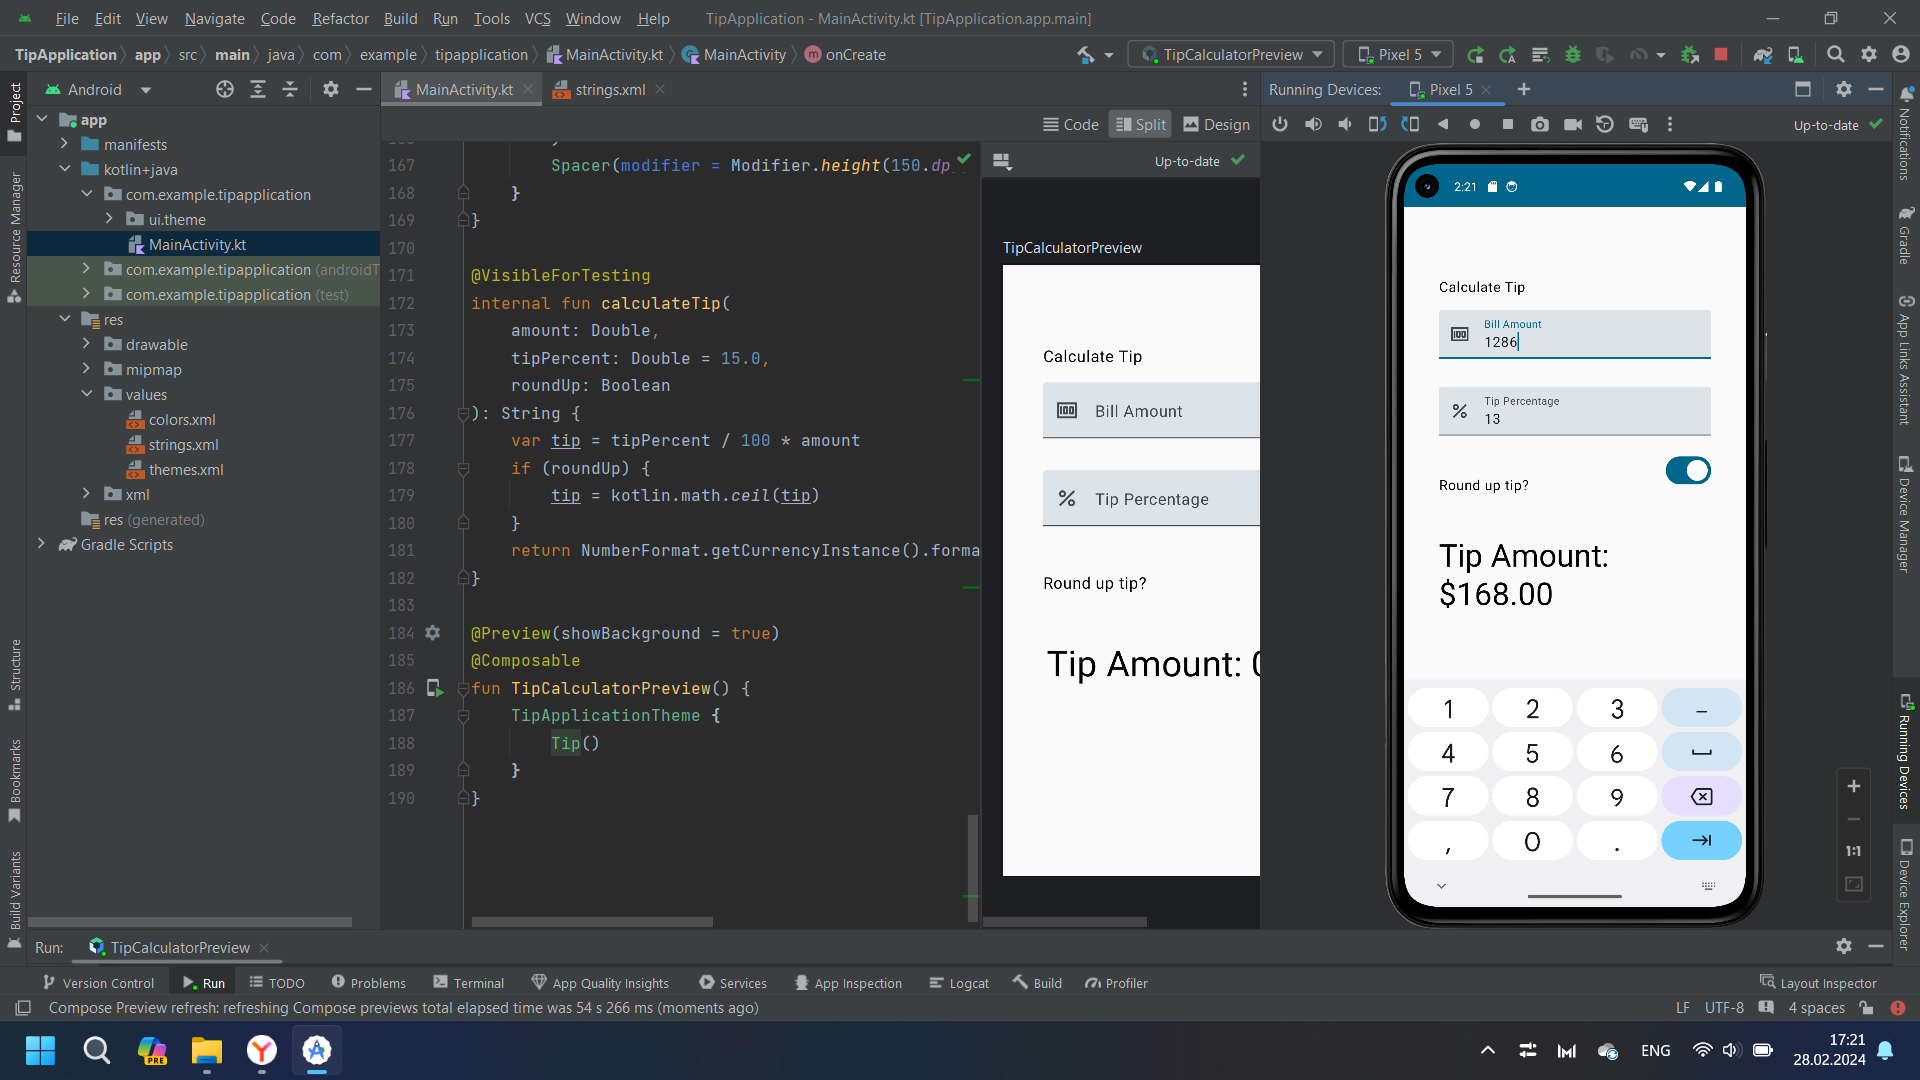 File Edit View Navigate Code Refactor Build Run Tools VCS Window Help TipApplication - MainActivity.kt [TipApplication.app.main]
TipApplication app src main java com example tipapplication MainActivity.kt MainActivity onCreate TipCalculatorPreview Pixel 5
Project
Resource Manager
Structure
Bookmarks
Build Variants
Android
app
manifests
kotlin+java
com.example.tipapplication
ui.theme
MainActivity.kt
com.example.tipapplication (androidT
com.example.tipapplication (test)
res
drawable
mipmap
values
colors.xml
strings.xml
themes.xml
xml
res (generated)
Gradle Scripts
MainActivity.kt strings.xml
Code Split Design
167 Spacer(modifier = Modifier.height(150.dp
168 }
169 }
170
171 @VisibleForTesting
172 internal fun calculateTip(
173 amount: Double,
174 tipPercent: Double = 15.0,
175 roundUp: Boolean
176 ): String {
177 var tip = tipPercent / 100 * amount
178 if (roundUp) {
179 tip = kotlin.math.ceil(tip)
180 }
181 return NumberFormat.getCurrencyInstance().forma
182 }
183
184 @Preview(showBackground = true)
185 @Composable
186 fun TipCalculatorPreview() {
187 TipApplicationTheme {
188 Tip()
189 }
190 }
Up-to-date
TipCalculatorPreview
Calculate Tip
Bill Amount
% Tip Percentage
Round up tip?
Tip Amount: 0
Running Devices: Pixel 5
Up-to-date
2:21
Calculate Tip
Bill Amount
1286
Tip Percentage
% 13
Round up tip?
Tip Amount:
$168.00
1 2 3 –
4 5 6
7 8 9
, 0 .
1:1
Notifications
Gradle
App Links Assistant
Device Manager
Running Devices
Device Explorer
Run: TipCalculatorPreview
Version Control Run TODO Problems Terminal App Quality Insights Services App Inspection Logcat Build Profiler Layout Inspector
Compose Preview refresh: refreshing Compose previews total elapsed time was 54 s 266 ms (moments ago) LF UTF-8 4 spaces
PRE
ENG
17:21
28.02.2024